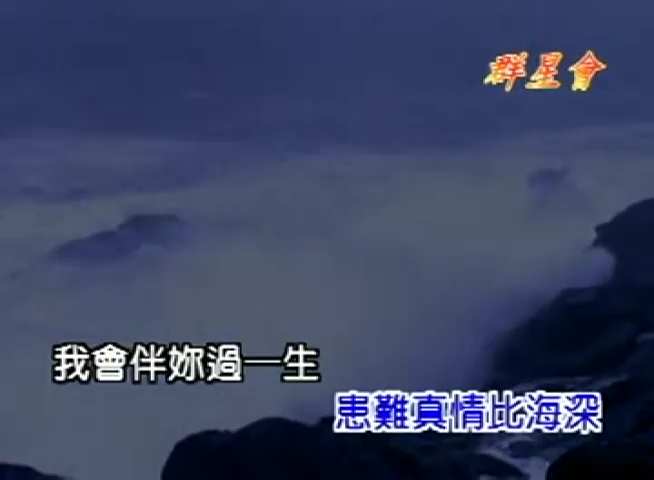 群星會
我會伴妳過一生
患難真情比海深